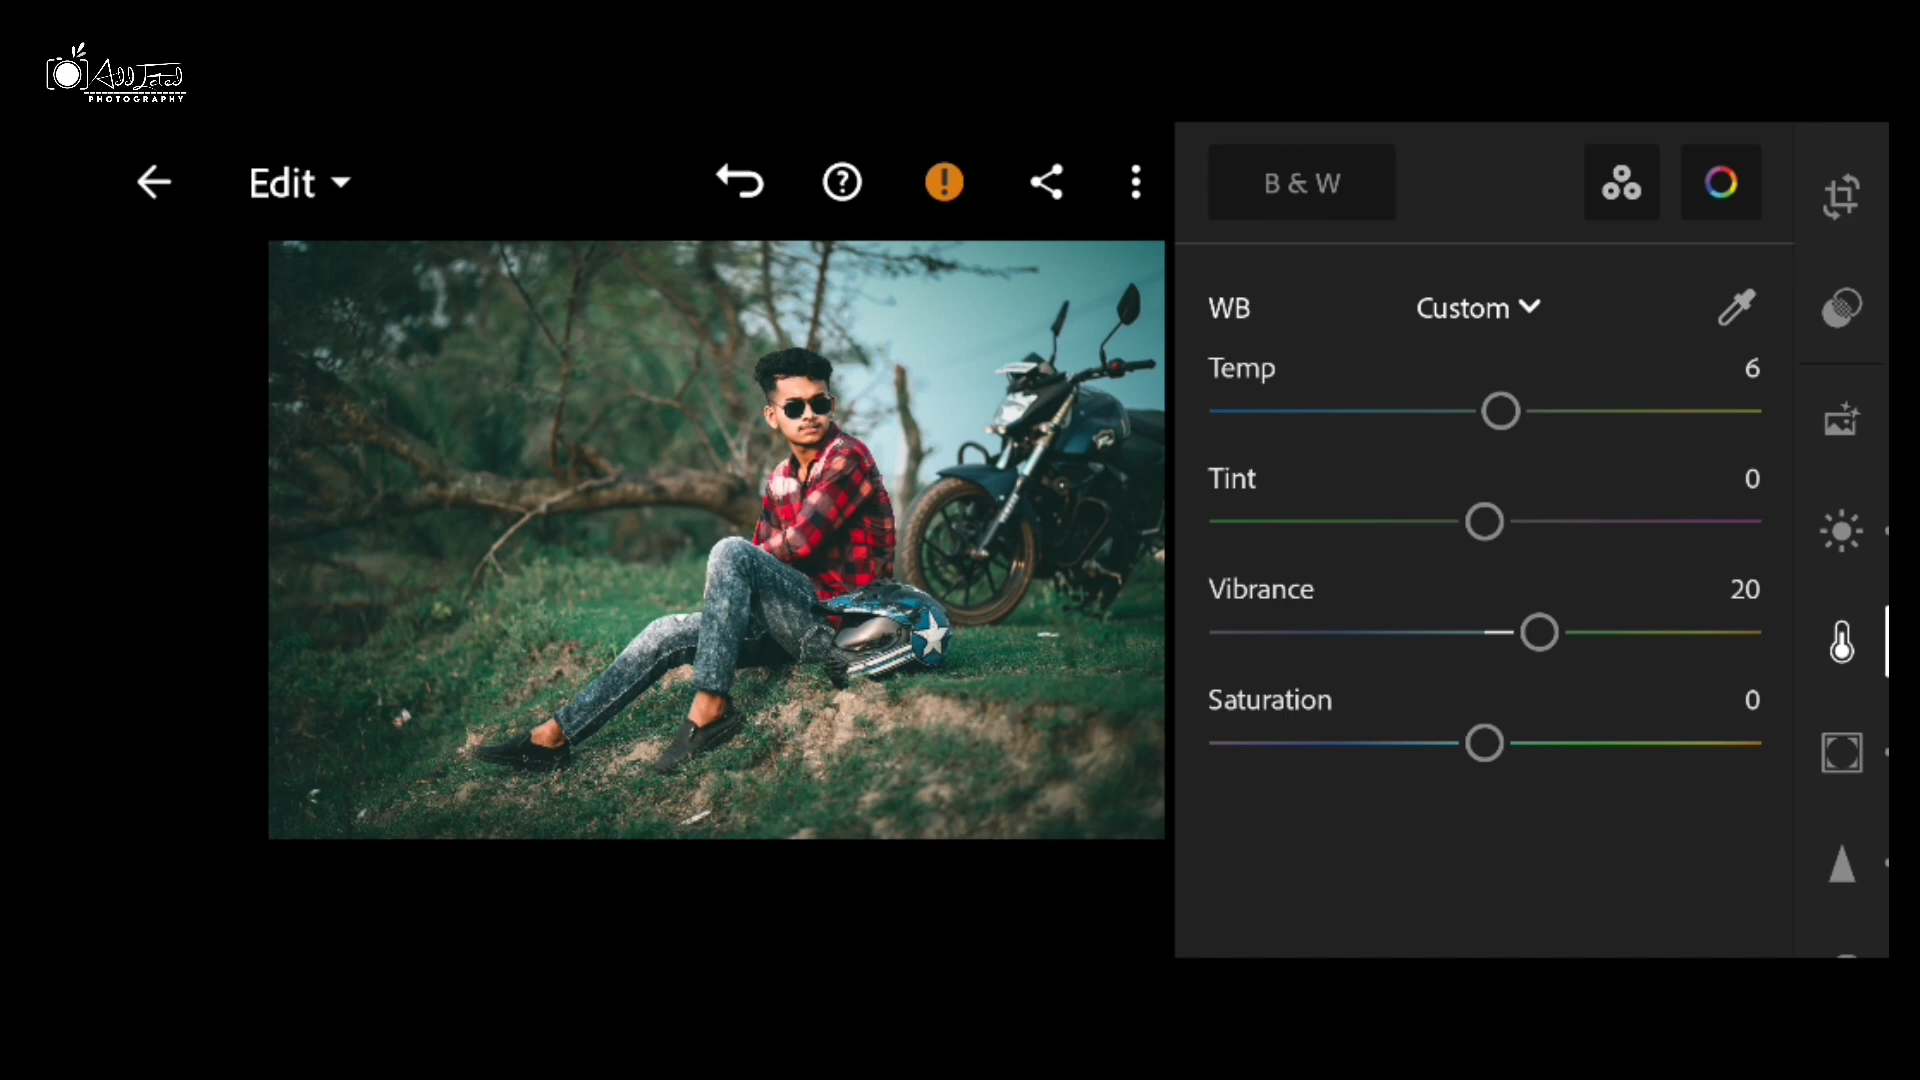 PHOTOGRAPHY
Edit
B & W
WB
Custom
Temp
6
Tint
0
Vibrance
20
Saturation
0